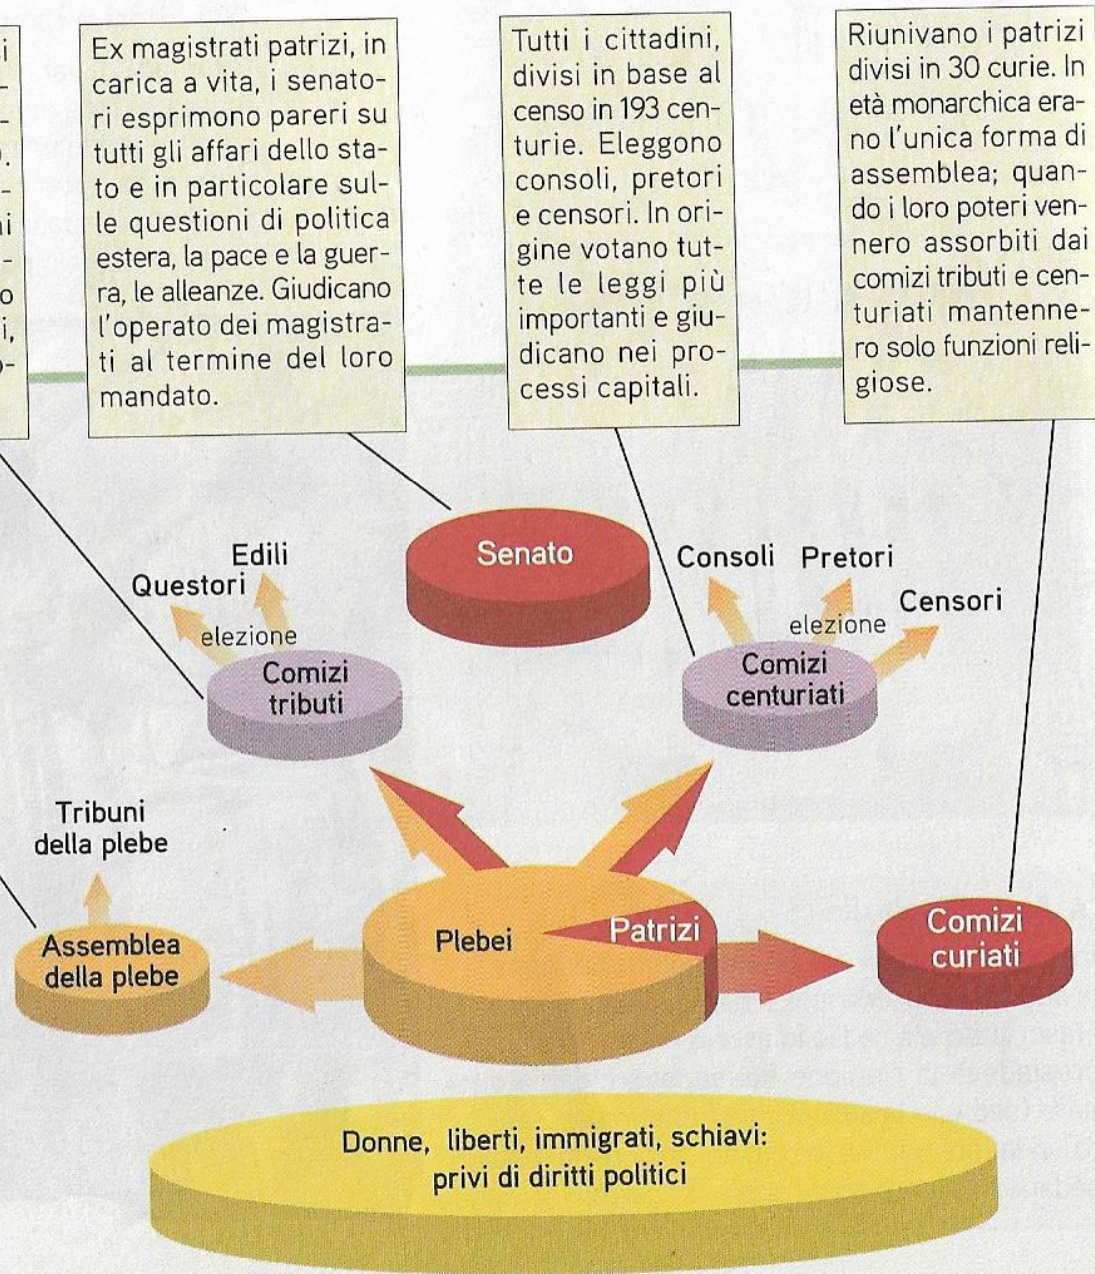 Ex magistrati patrizi, in
carica a vita, i senato-
ri esprimono pareri su
tutti gli affari dello sta-
to e in particolare sul-
le questioni di politica
estera, la pace e la guer-
ra, le alleanze. Giudicano
l'operato dei magistra-
ti al termine del loro
mandato.
Tutti i cittadini,
divisi in base al
censo in 193 cen-
turie. Eleggono
consoli, pretori
e censori. In ori-
gine votano tut-
te le leggi più
importanti e giu-
dicano nei pro-
cessi capitali.
Riunivano i patrizi
divisi in 30 curie. In
età monarchica era-
no l'unica forma di
assemblea; quan-
do i loro poteri ven-
nero assorbiti dai
comizi tributi e cen-
turiati mantenne-
ro solo funzioni reli-
giose.
Senato
Edili
Questori
elezione
Comizi
tributi
Consoli
Pretori
Censori
elezione
Comizi
centuriati
Tribuni
della plebe
Assemblea
della plebe
Plebei
Patrizi
Comizi
curiati
Donne, liberti, immigrati, schiavi:
privi di diritti politici